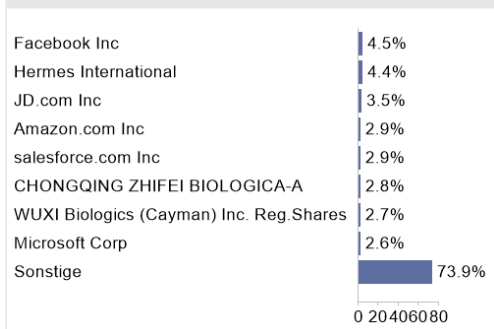 Facebook Inc 4.5%
Hermes International 4.4%
JD.com Inc 3.5%
Amazon.com Inc 2.9%
salesforce.com Inc 2.9%
CHONGQING ZHIFEI BIOLOGICA-A 2.8%
WUXI Biologics (Cayman) Inc. Reg.Shares 2.7%
Microsoft Corp 2.6%
Sonstige 73.9%
0 20 40 60 80